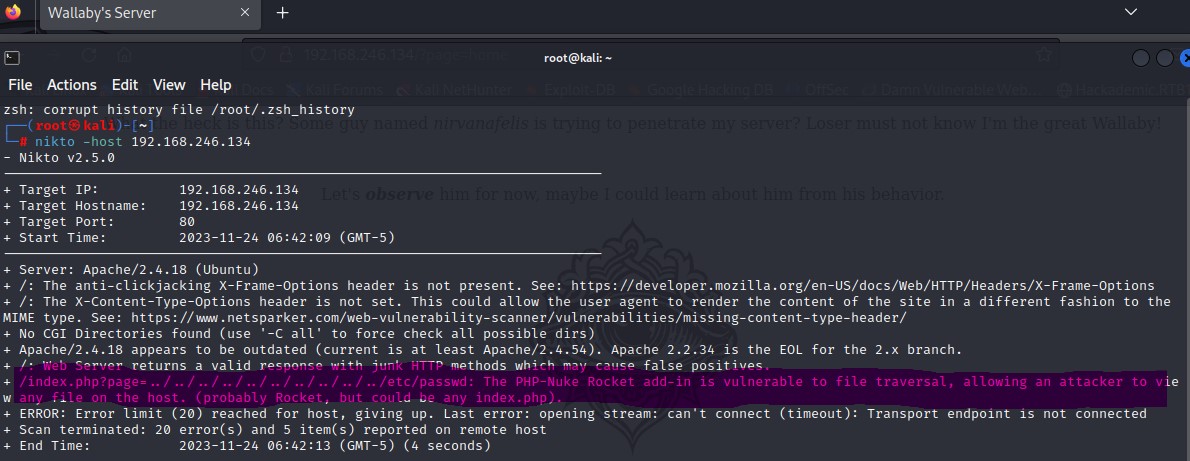 Wallaby's Server
192.168.246.134/?page=home
root@kali: ~
File Actions Edit View Help
Docs Kali Forums Kali NetHunter Exploit-DB Google Hacking DB OffSec Damn Vulnerable Web... Hackademic.RTB1
zsh: corrupt history file /root/.zsh_history
(root㉿kali)-[~]
the heck is this? Some guy named is trying to penetrate my server? Loser must not know I'm the great Wallaby!
# nikto -host 192.168.246.134
- Nikto v2.5.0
+ Target IP: 192.168.246.134
Let's observe him for now, maybe I could learn about him from his behavior.
+ Target Hostname: 192.168.246.134
+ Target Port: 80
+ Start Time: 2023-11-24 06:42:09 (GMT-5)
+ Server: Apache/2.4.18 (Ubuntu)
+ /: The anti-clickjacking X-Frame-Options header is not present. See: https://developer.mozilla.org/en-US/docs/Web/HTTP/Headers/X-Frame-Options
+ /: The X-Content-Type-Options header is not set. This could allow the user agent to render the content of the site in a different fashion to the
MIME type. See: https://www.netsparker.com/web-vulnerability-scanner/vulnerabilities/missing-content-type-header/
+ No CGI Directories found (use '-C all' to force check all possible dirs)
+ Apache/2.4.18 appears to be outdated (current is at least Apache/2.4.54). Apache 2.2.34 is the EOL for the 2.x branch.
+ /: Web Server returns a valid response with junk HTTP methods which may cause false positives.
+ /index.php?page=../../../../../../../../../../etc/passwd: The PHP-Nuke Rocket add-in is vulnerable to file traversal, allowing an attacker to vie
w any file on the host. (probably Rocket, but could be any index.php).
+ ERROR: Error limit (20) reached for host, giving up. Last error: opening stream: can't connect (timeout): Transport endpoint is not connected
+ Scan terminated: 20 error(s) and 5 item(s) reported on remote host
+ End Time: 2023-11-24 06:42:13 (GMT-5) (4 seconds)